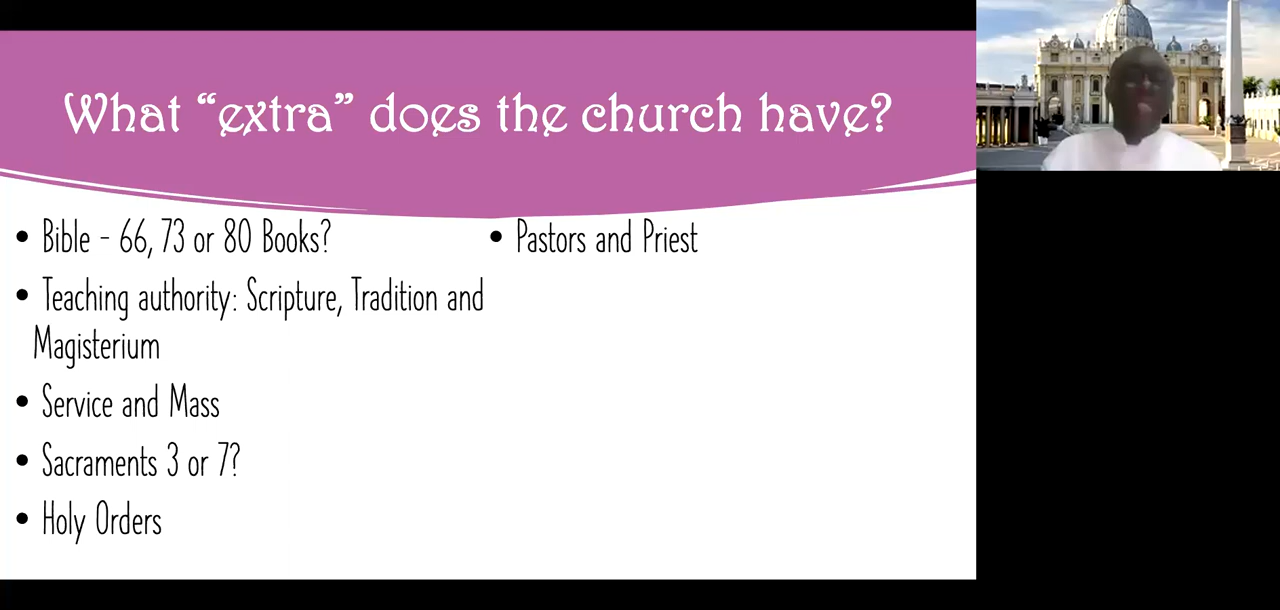 What “extra” does the church have?
• Bible - 66, 73 or 80 Books?
• Teaching authority: Scripture, Tradition and
Magisterium
• Service and Mass
• Sacraments 3 or 7?
• Holy Orders
• Pastors and Priest